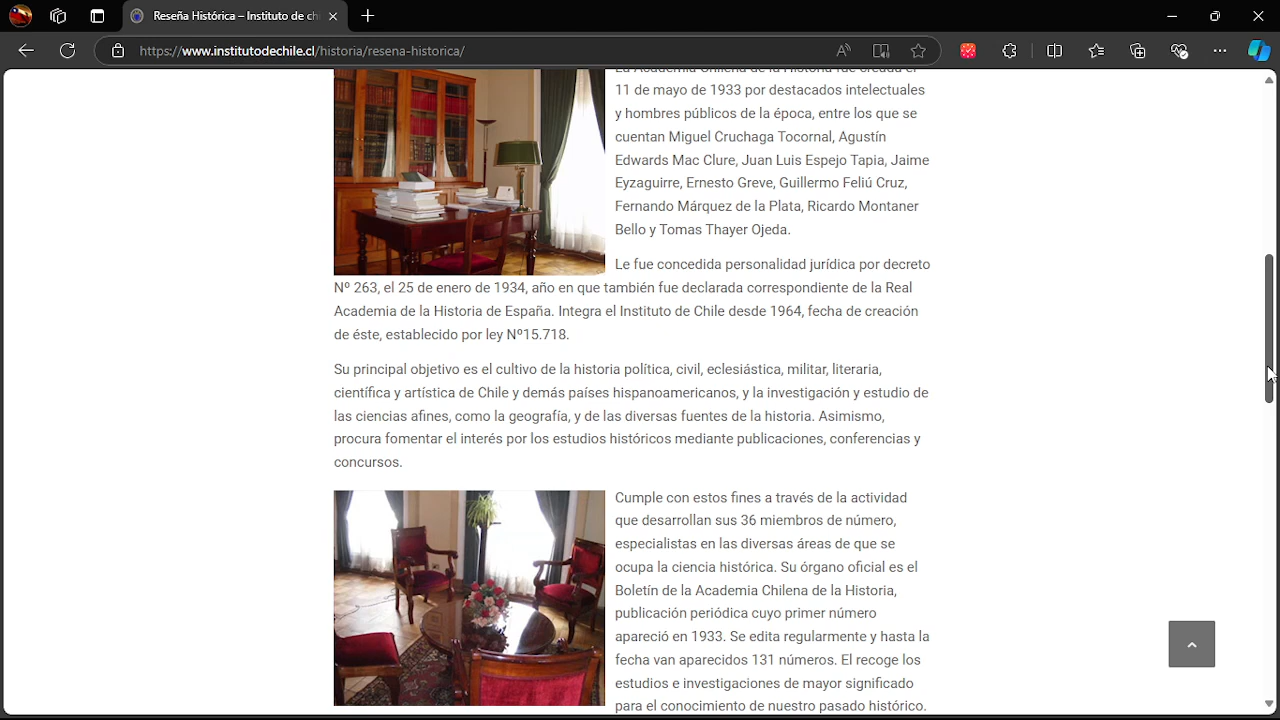 Reseña Histórica – Instituto de ch
https://www.institutodechile.cl/historia/resena-historica/
La Academia Chilena de la Historia fue creada el
11 de mayo de 1933 por destacados intelectuales
y hombres públicos de la época, entre los que se
cuentan Miguel Cruchaga Tocornal, Agustín
Edwards Mac Clure, Juan Luis Espejo Tapia, Jaime
Eyzaguirre, Ernesto Greve, Guillermo Feliú Cruz,
Fernando Márquez de la Plata, Ricardo Montaner
Bello y Tomas Thayer Ojeda.
Le fue concedida personalidad jurídica por decreto
Nº 263, el 25 de enero de 1934, año en que también fue declarada correspondiente de la Real
Academia de la Historia de España. Integra el Instituto de Chile desde 1964, fecha de creación
de éste, establecido por ley Nº15.718.
Su principal objetivo es el cultivo de la historia política, civil, eclesiástica, militar, literaria,
científica y artística de Chile y demás países hispanoamericanos, y la investigación y estudio de
las ciencias afines, como la geografía, y de las diversas fuentes de la historia. Asimismo,
procura fomentar el interés por los estudios históricos mediante publicaciones, conferencias y
concursos.
Cumple con estos fines a través de la actividad
que desarrollan sus 36 miembros de número,
especialistas en las diversas áreas de que se
ocupa la ciencia histórica. Su órgano oficial es el
Boletín de la Academia Chilena de la Historia,
publicación periódica cuyo primer número
apareció en 1933. Se edita regularmente y hasta la
fecha van aparecidos 131 números. El recoge los
estudios e investigaciones de mayor significado
para el conocimiento de nuestro pasado histórico.